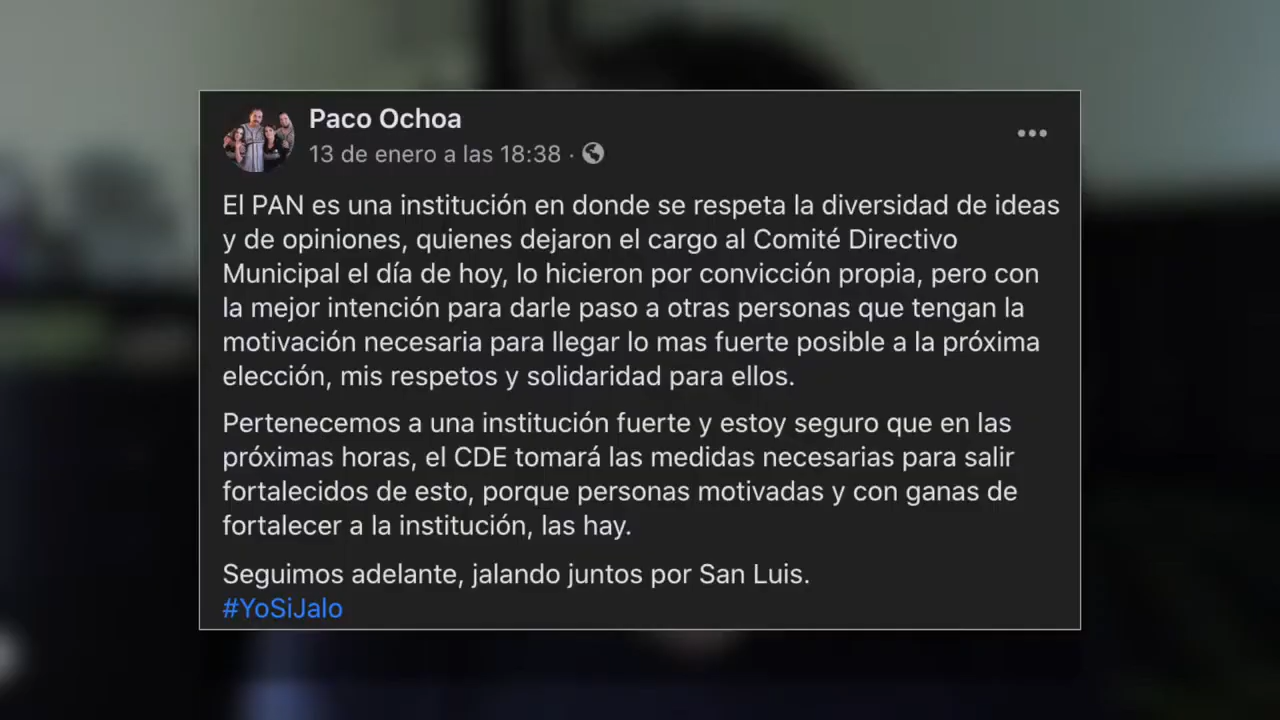 Paco Ochoa
13 de enero a las 18:38 ·
El PAN es una institución en donde se respeta la diversidad de ideas
y de opiniones, quienes dejaron el cargo al Comité Directivo
Municipal el día de hoy, lo hicieron por convicción propia, pero con
la mejor intención para darle paso a otras personas que tengan la
motivación necesaria para llegar lo mas fuerte posible a la próxima
elección, mis respetos y solidaridad para ellos.
Pertenecemos a una institución fuerte y estoy seguro que en las
próximas horas, el CDE tomará las medidas necesarias para salir
fortalecidos de esto, porque personas motivadas y con ganas de
fortalecer a la institución, las hay.
Seguimos adelante, jalando juntos por San Luis.
#YoSiJalo